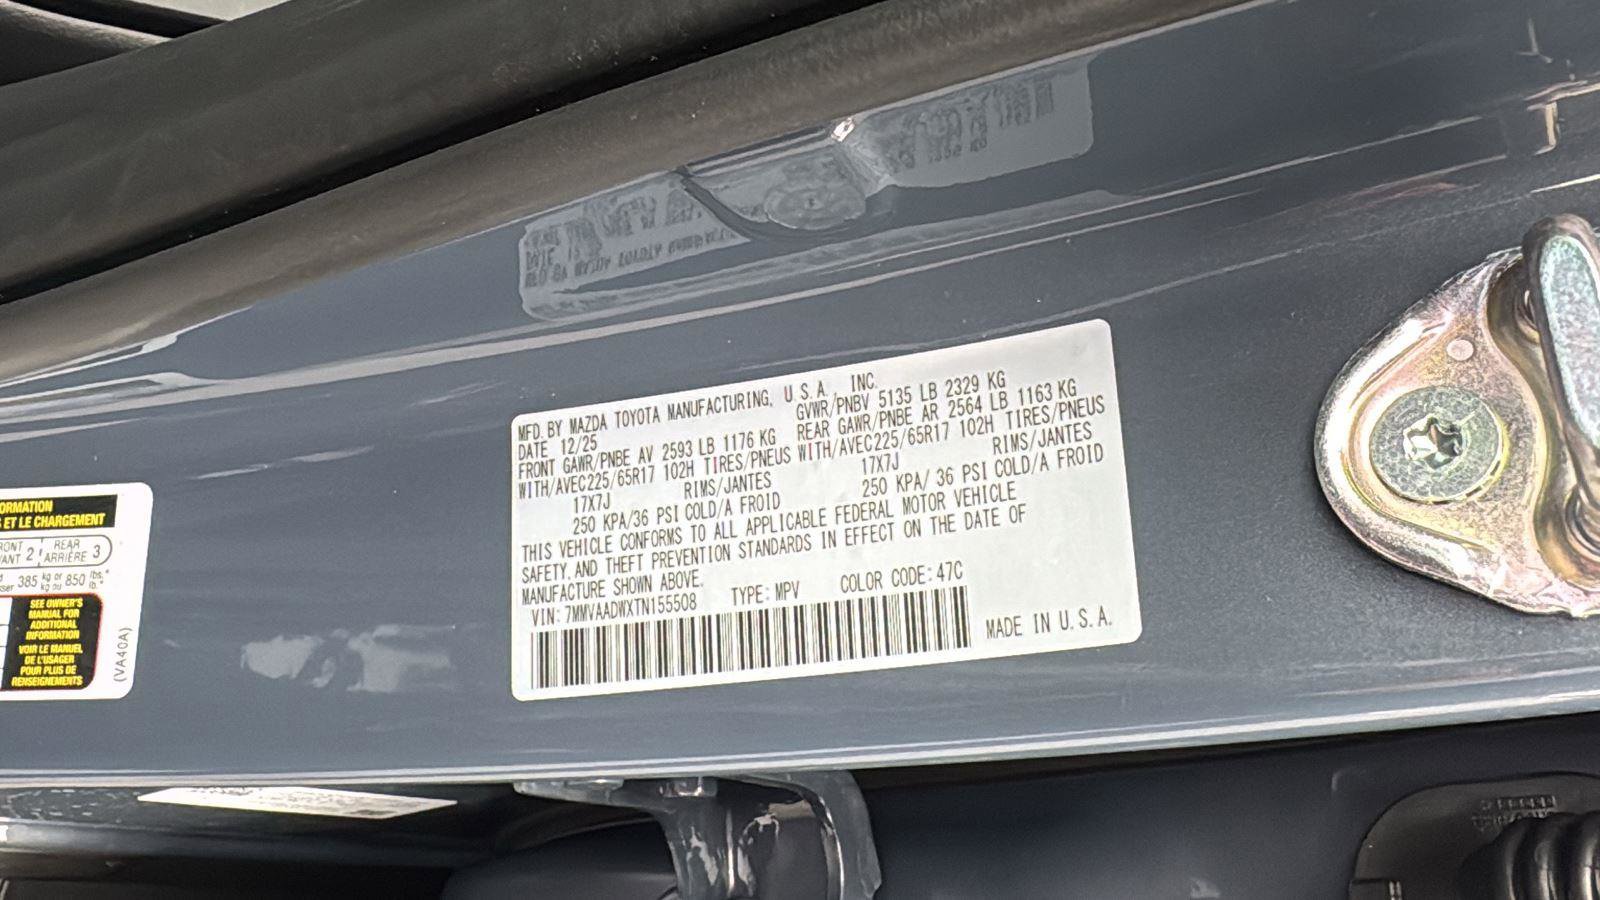 MFD. BY MAZDA TOYOTA MANUFACTURING, U.S.A. INC.
DATE 12/25 GVWR/PNBV 5135 LB 2329 KG
FRONT GAWR/PNBE AV 2593 LB 1176 KG REAR GAWR/PNBE AR 2564 LB 1163 KG
WITH/AVEC225/65R17 102H TIRES/PNEUS WITH/AVEC225/65R17 102H TIRES/PNEUS
17X7J RIMS/JANTES 17X7J RIMS/JANTES
250 KPA/36 PSI COLD/A FROID 250 KPA/ 36 PSI COLD/A FROID
THIS VEHICLE CONFORMS TO ALL APPLICABLE FEDERAL MOTOR VEHICLE
SAFETY, AND THEFT PREVENTION STANDARDS IN EFFECT ON THE DATE OF
MANUFACTURE SHOWN ABOVE.
VIN: 7MMVAADWXTN155508 TYPE: MPV COLOR CODE: 47C
MADE IN U.S.A.
ET LE CHARGEMENT
2 REAR
ARRIÈRE 3
385 kg or 850 lbs.*
kg ou lb.*
SEE OWNER'S
MANUAL FOR
ADDITIONAL
INFORMATION
VOIR LE MANUEL
DE L'USAGER
POUR PLUS DE
RENSEIGNEMENTS
(VA40A)